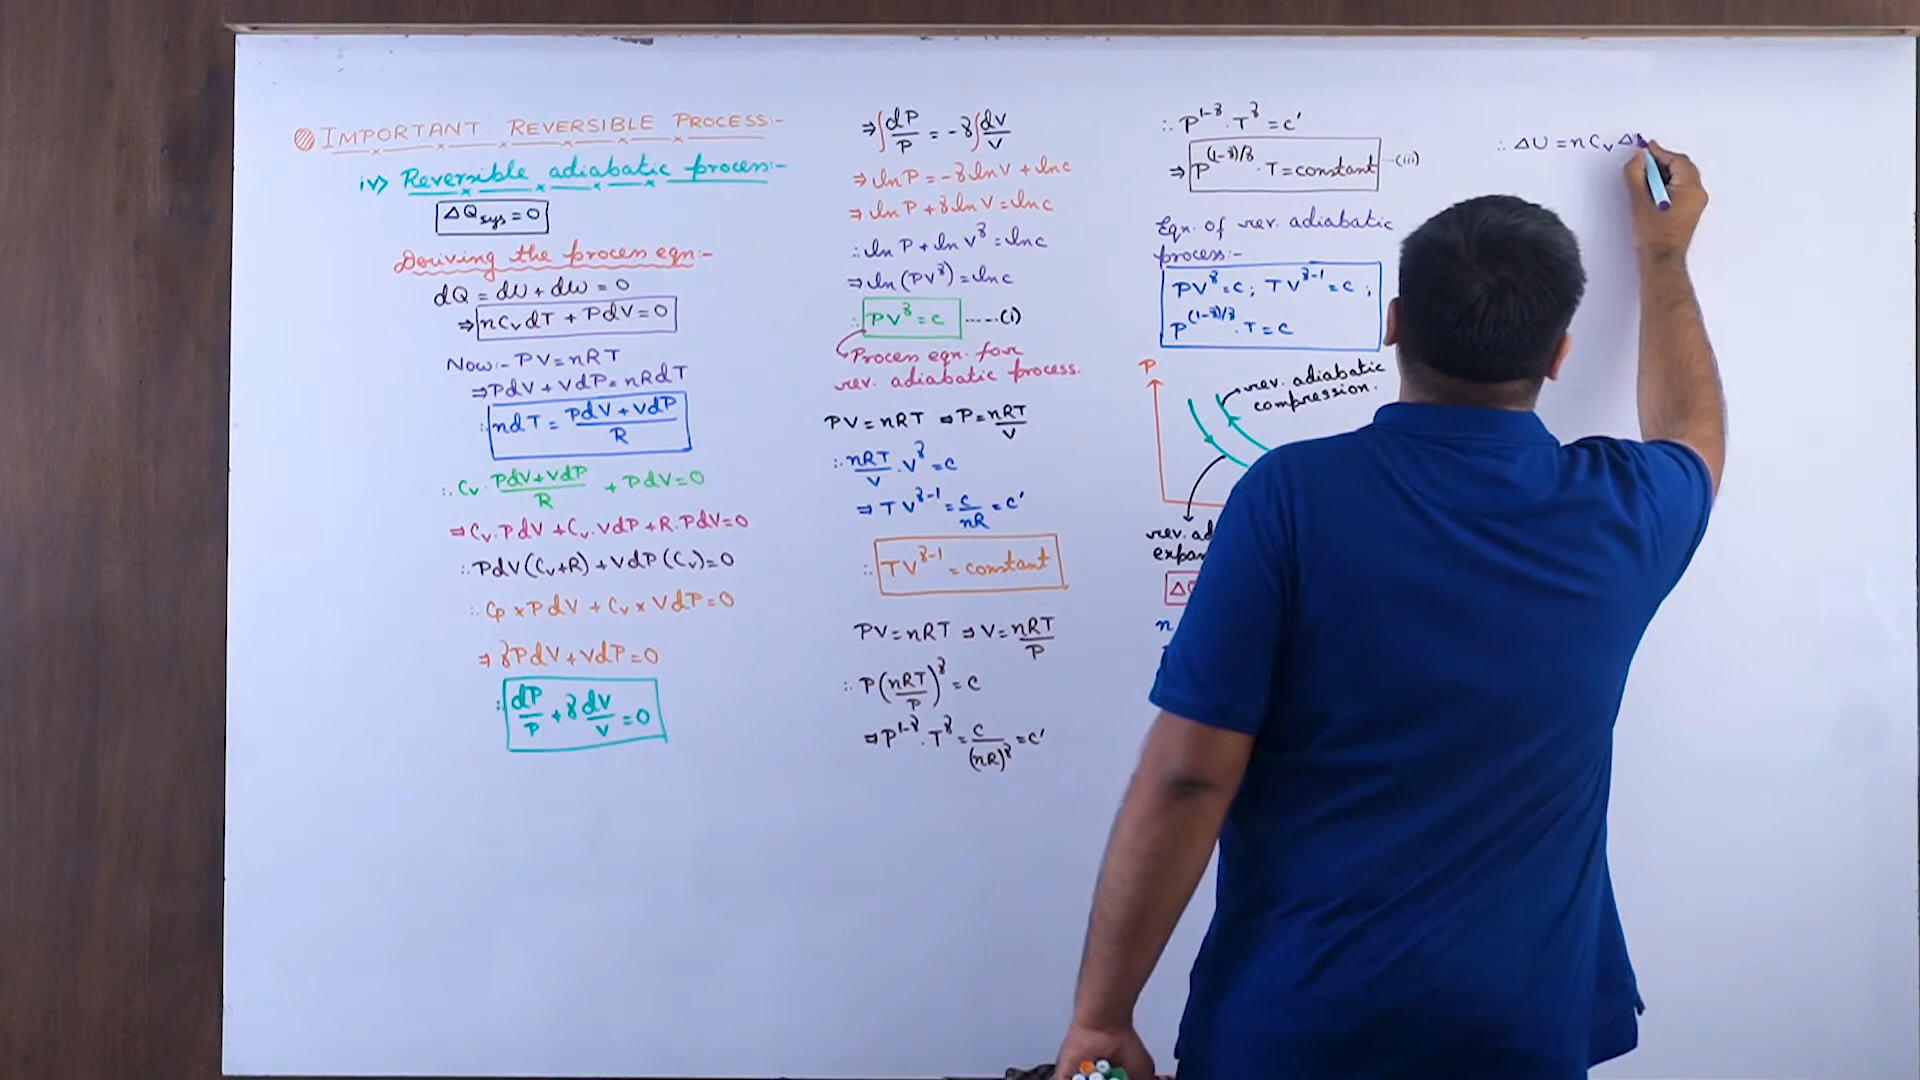 IMPORTANT REVERSIBLE PROCESS:-
iv) Reversible adiabatic process:-
ΔQsys = 0
Deriving the process eqn:-
dQ = dU + dW = 0
⇒ nCvdT + PdV = 0
Now:- PV = nRT
⇒ PdV + VdP = nRdT
∴ ndT = (PdV + VdP)/R
∴ Cv. (PdV + VdP)/R + PdV = 0
⇒ Cv. PdV + Cv. VdP + R. PdV = 0
∴ PdV(Cv+R) + VdP(Cv) = 0
∴ Cp × PdV + Cv × VdP = 0
⇒ γPdV + VdP = 0
∴ dP/P + γ dV/V = 0
⇒ ∫dP/P = -γ∫dV/V
⇒ ln P = -γ ln V + ln c
⇒ ln P + γ ln V = ln c
∴ ln P + ln V^γ = ln c
⇒ ln (PV^γ) = ln c
∴ PV^γ = c .....(i)
Process eqn. for
rev. adiabatic process.
PV = nRT ⇒ P = nRT/V
∴ nRT/V . V^γ = c
⇒ TV^γ-1 = c/nR = c'
∴ TV^γ-1 = constant
PV = nRT ⇒ V = nRT/P
∴ P(nRT/P)^γ = c
⇒ P^1-γ . T^γ = c/(nR)^γ = c'
∴ P^1-γ . T^γ = c'
⇒ P^(1-γ)/γ . T = constant ...(iii)
Eqn. of rev. adiabatic
process:-
PV^γ = c ; TV^γ-1 = c ;
P^(1-γ)/γ . T = c
P
rev. adiabatic
compression.
rev.
n
∴ ΔU = nCvΔ